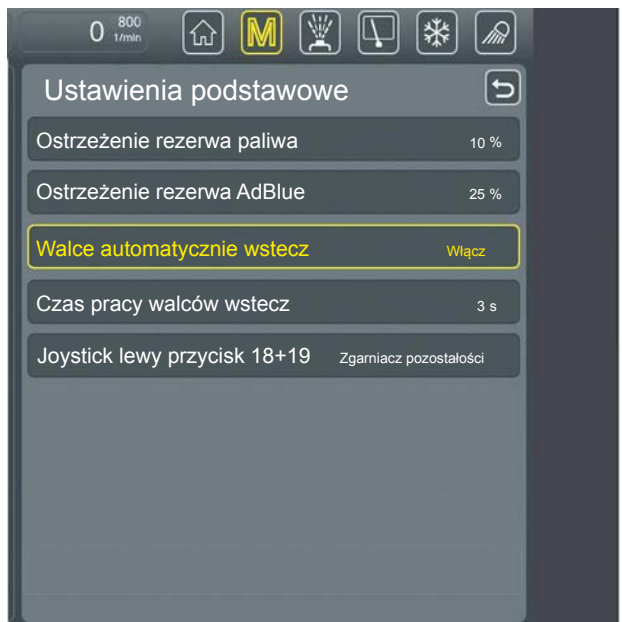 0 800 1/min M
Ustawienia podstawowe
Ostrzeżenie rezerwa paliwa 10 %
Ostrzeżenie rezerwa AdBlue 25 %
Walce automatycznie wstecz Włącz
Czas pracy walców wstecz 3 s
Joystick lewy przycisk 18+19 Zgarniacz pozostałości